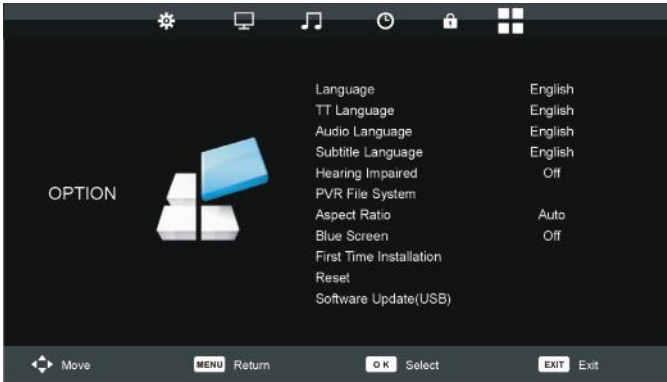 Language English
TT Language English
Audio Language English
Subtitle Language English
Hearing Impaired Off
OPTION
PVR File System
Aspect Ratio Auto
Blue Screen Off
First Time Installation
Reset
Software Update(USB)
Move MENU Return OK Select EXIT Exit